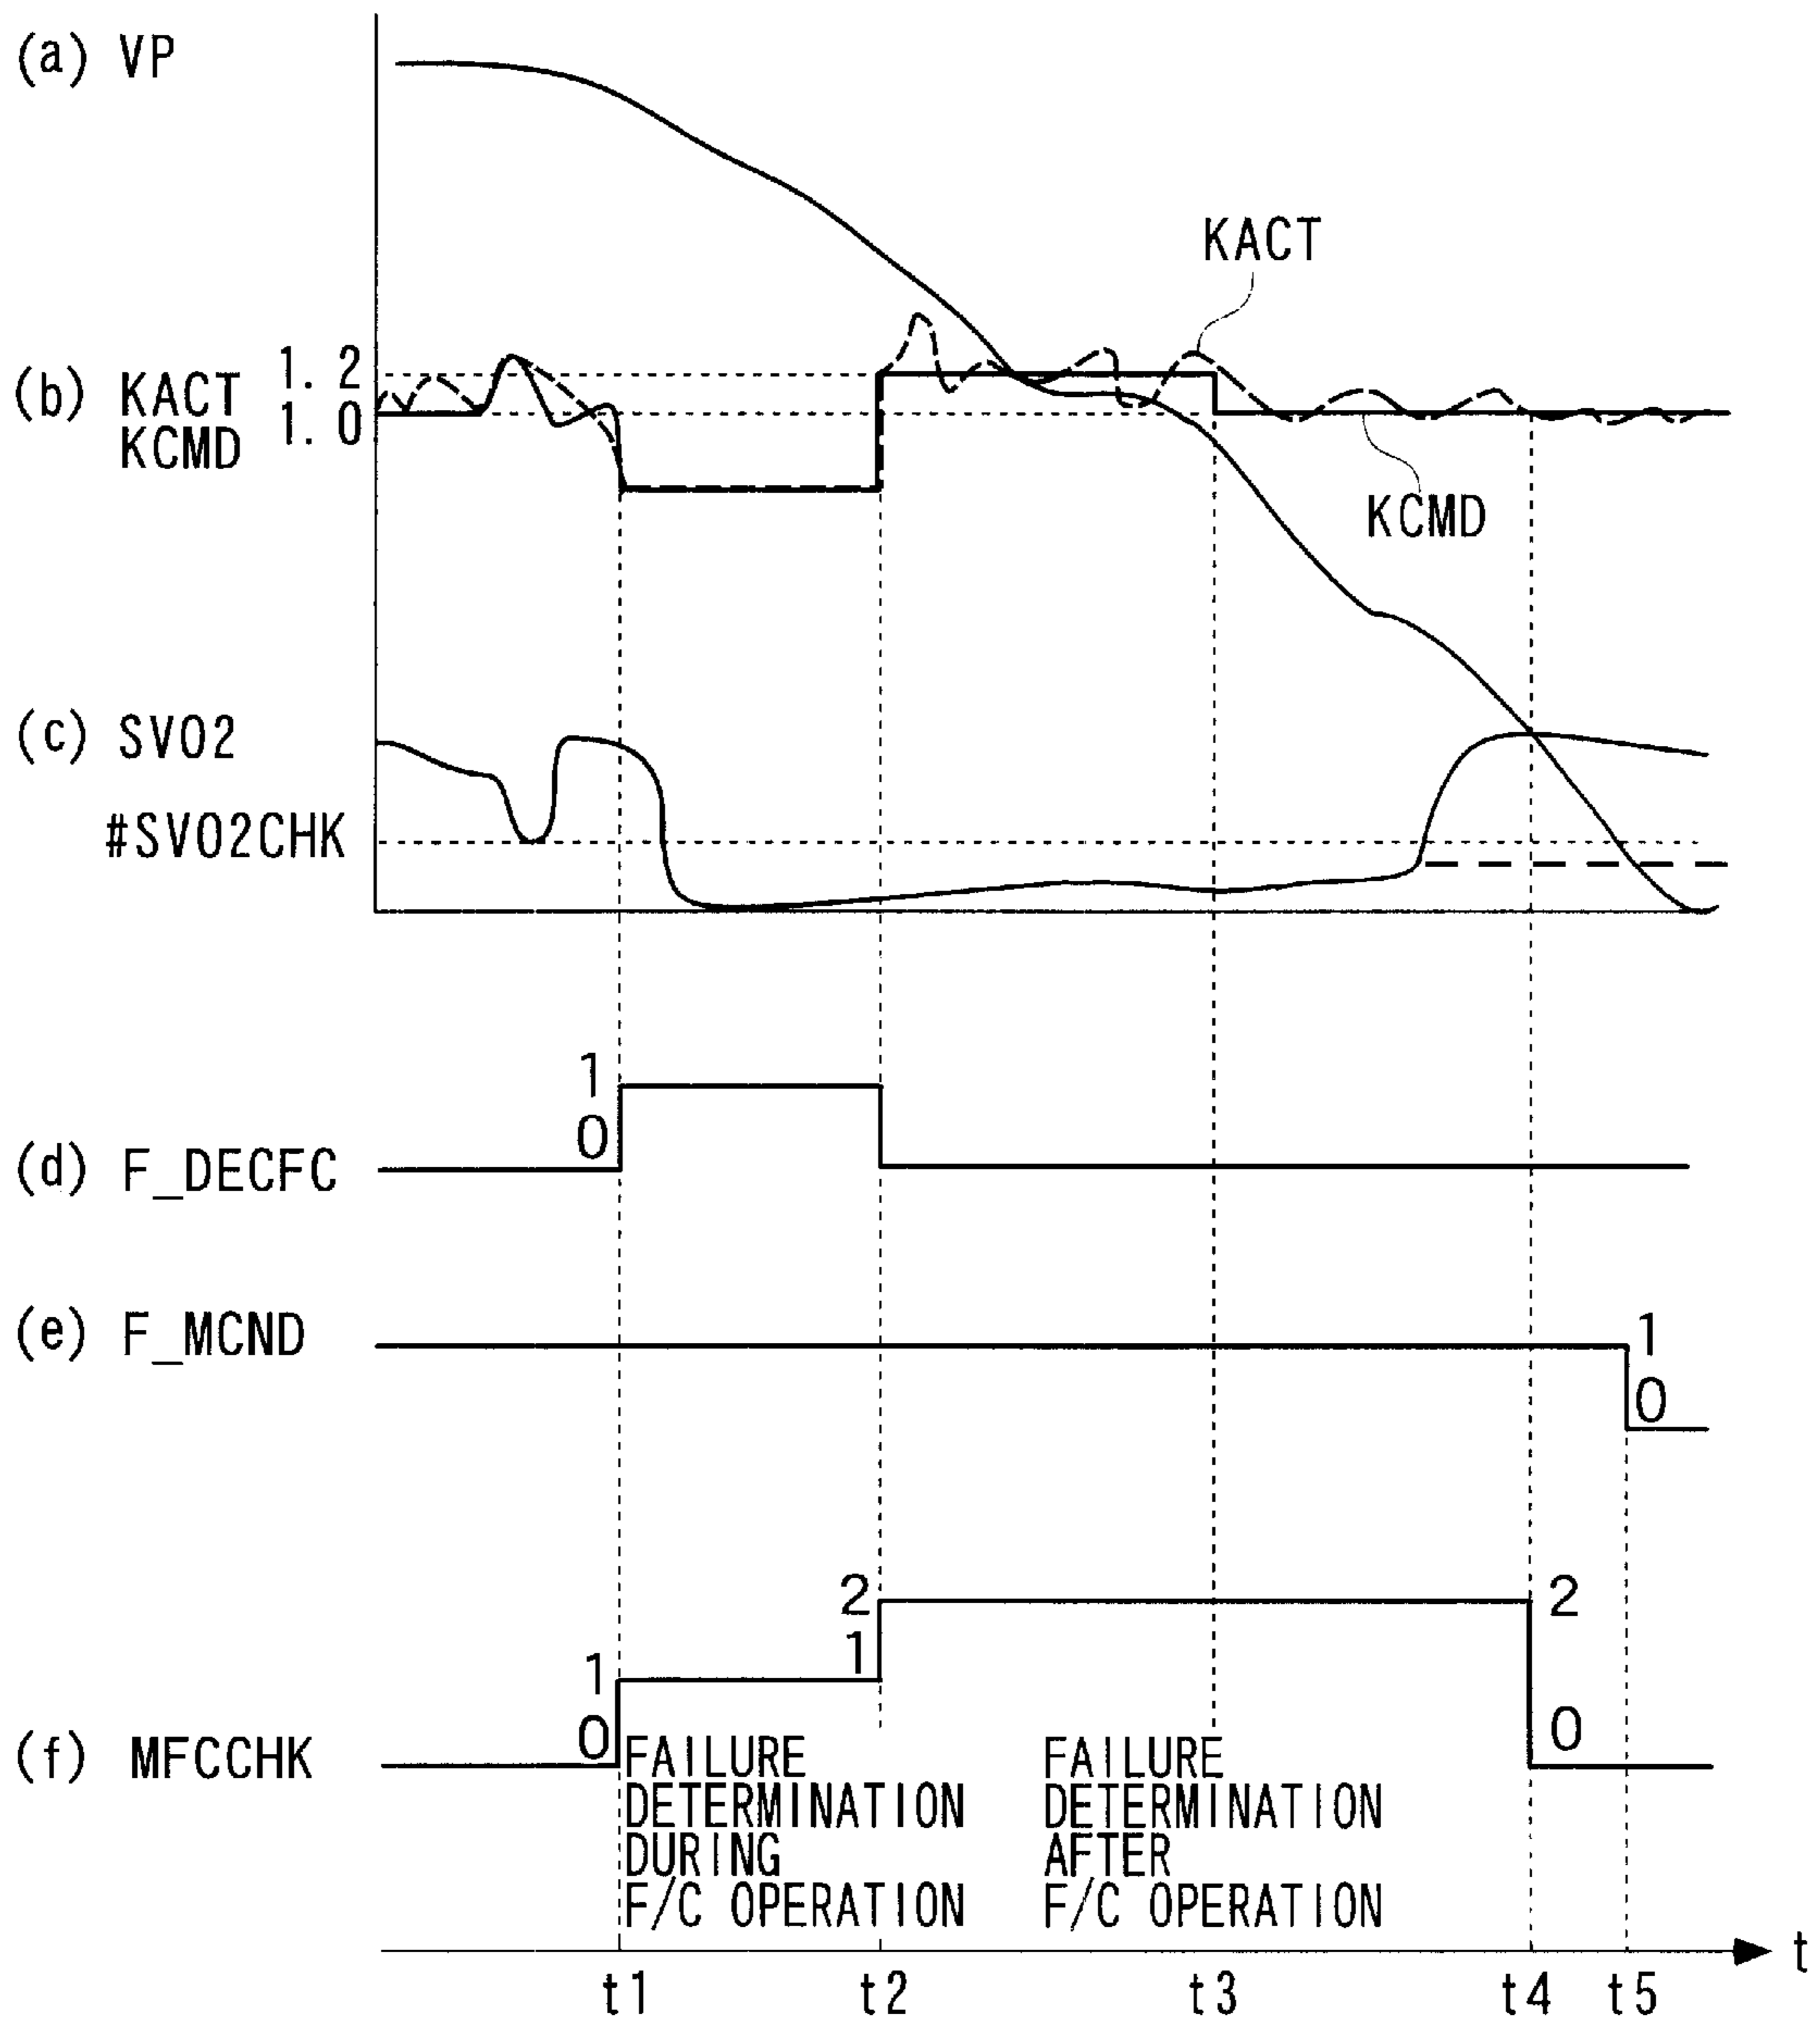 (a) VP
KACT
1.2
(b) KACT
1.0
KCMD
KCMD
(c) SVO2
#SVO2CHK
1
0
(d) F_DECFC
(e) F_MCND
1
0
2
2
1
1
0
0
(f) MFCCHK
FAILURE
DETERMINATION
DURING
F/C OPERATION
FAILURE
DETERMINATION
AFTER
F/C OPERATION
t
t1 t2 t3 t4 t5